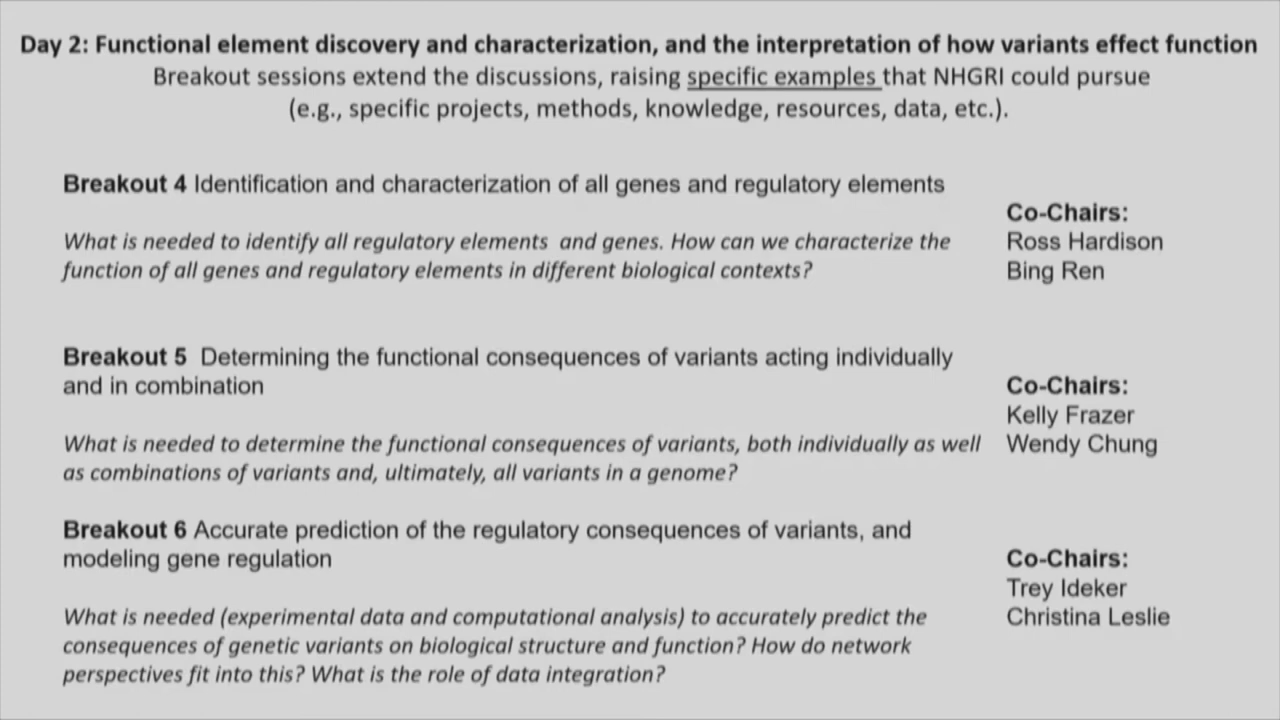 Day 2: Functional element discovery and characterization, and the interpretation of how variants effect function
Breakout sessions extend the discussions, raising specific examples that NHGRI could pursue
(e.g., specific projects, methods, knowledge, resources, data, etc.).
Breakout 4 Identification and characterization of all genes and regulatory elements
What is needed to identify all regulatory elements and genes. How can we characterize the
function of all genes and regulatory elements in different biological contexts?
Co-Chairs:
Ross Hardison
Bing Ren
Breakout 5 Determining the functional consequences of variants acting individually
and in combination
What is needed to determine the functional consequences of variants, both individually as well
as combinations of variants and, ultimately, all variants in a genome?
Co-Chairs:
Kelly Frazer
Wendy Chung
Breakout 6 Accurate prediction of the regulatory consequences of variants, and
modeling gene regulation
What is needed (experimental data and computational analysis) to accurately predict the
consequences of genetic variants on biological structure and function? How do network
perspectives fit into this? What is the role of data integration?
Co-Chairs:
Trey Ideker
Christina Leslie